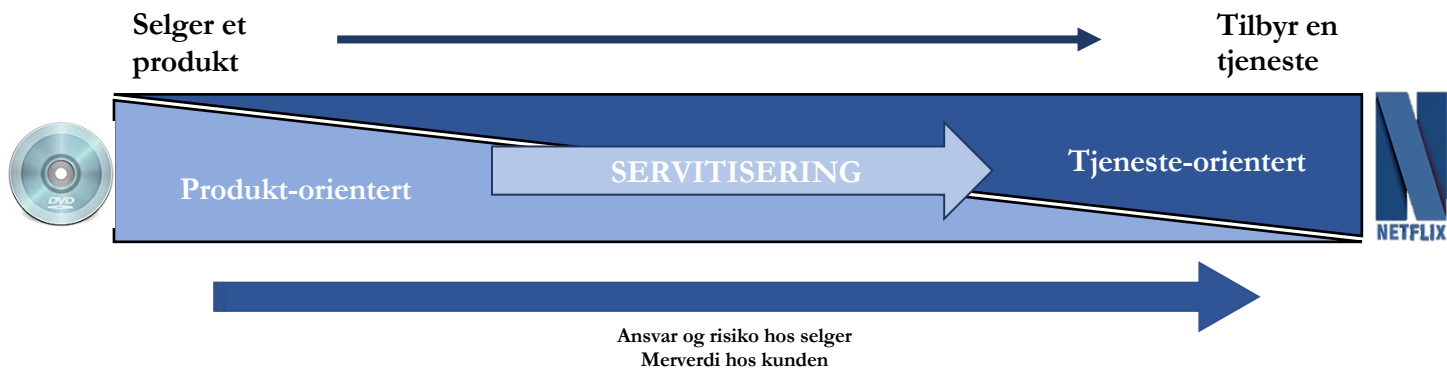 Selger et
produkt
Tilbyr en
tjeneste
Produkt-orientert
SERVITISERING
Tjeneste-orientert
DVD
NETFLIX
Ansvar og risiko hos selger
Merverdi hos kunden